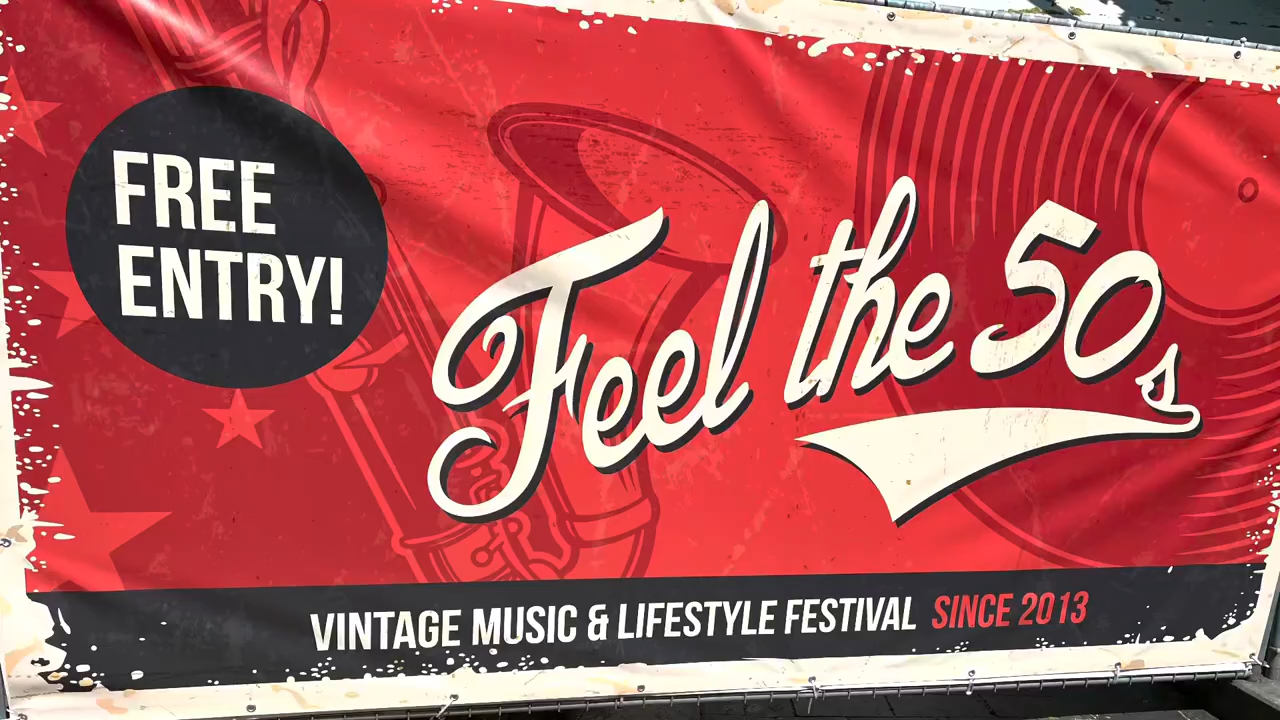 FREE
ENTRY!
Feel the 50s
VINTAGE MUSIC & LIFESTYLE FESTIVAL SINCE 2013